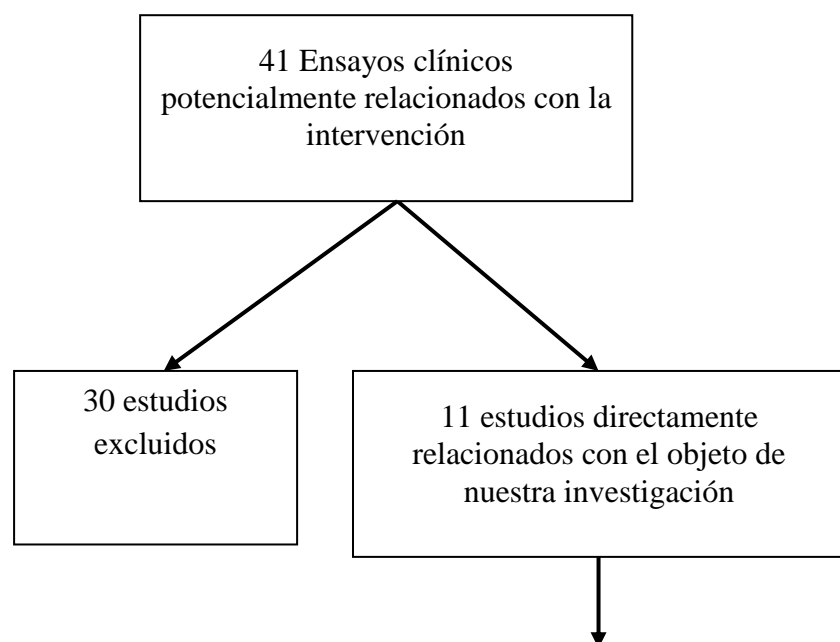 41 Ensayos clínicos
potencialmente relacionados con la
intervención
30 estudios
excluidos
11 estudios directamente
relacionados con el objeto de
nuestra investigación